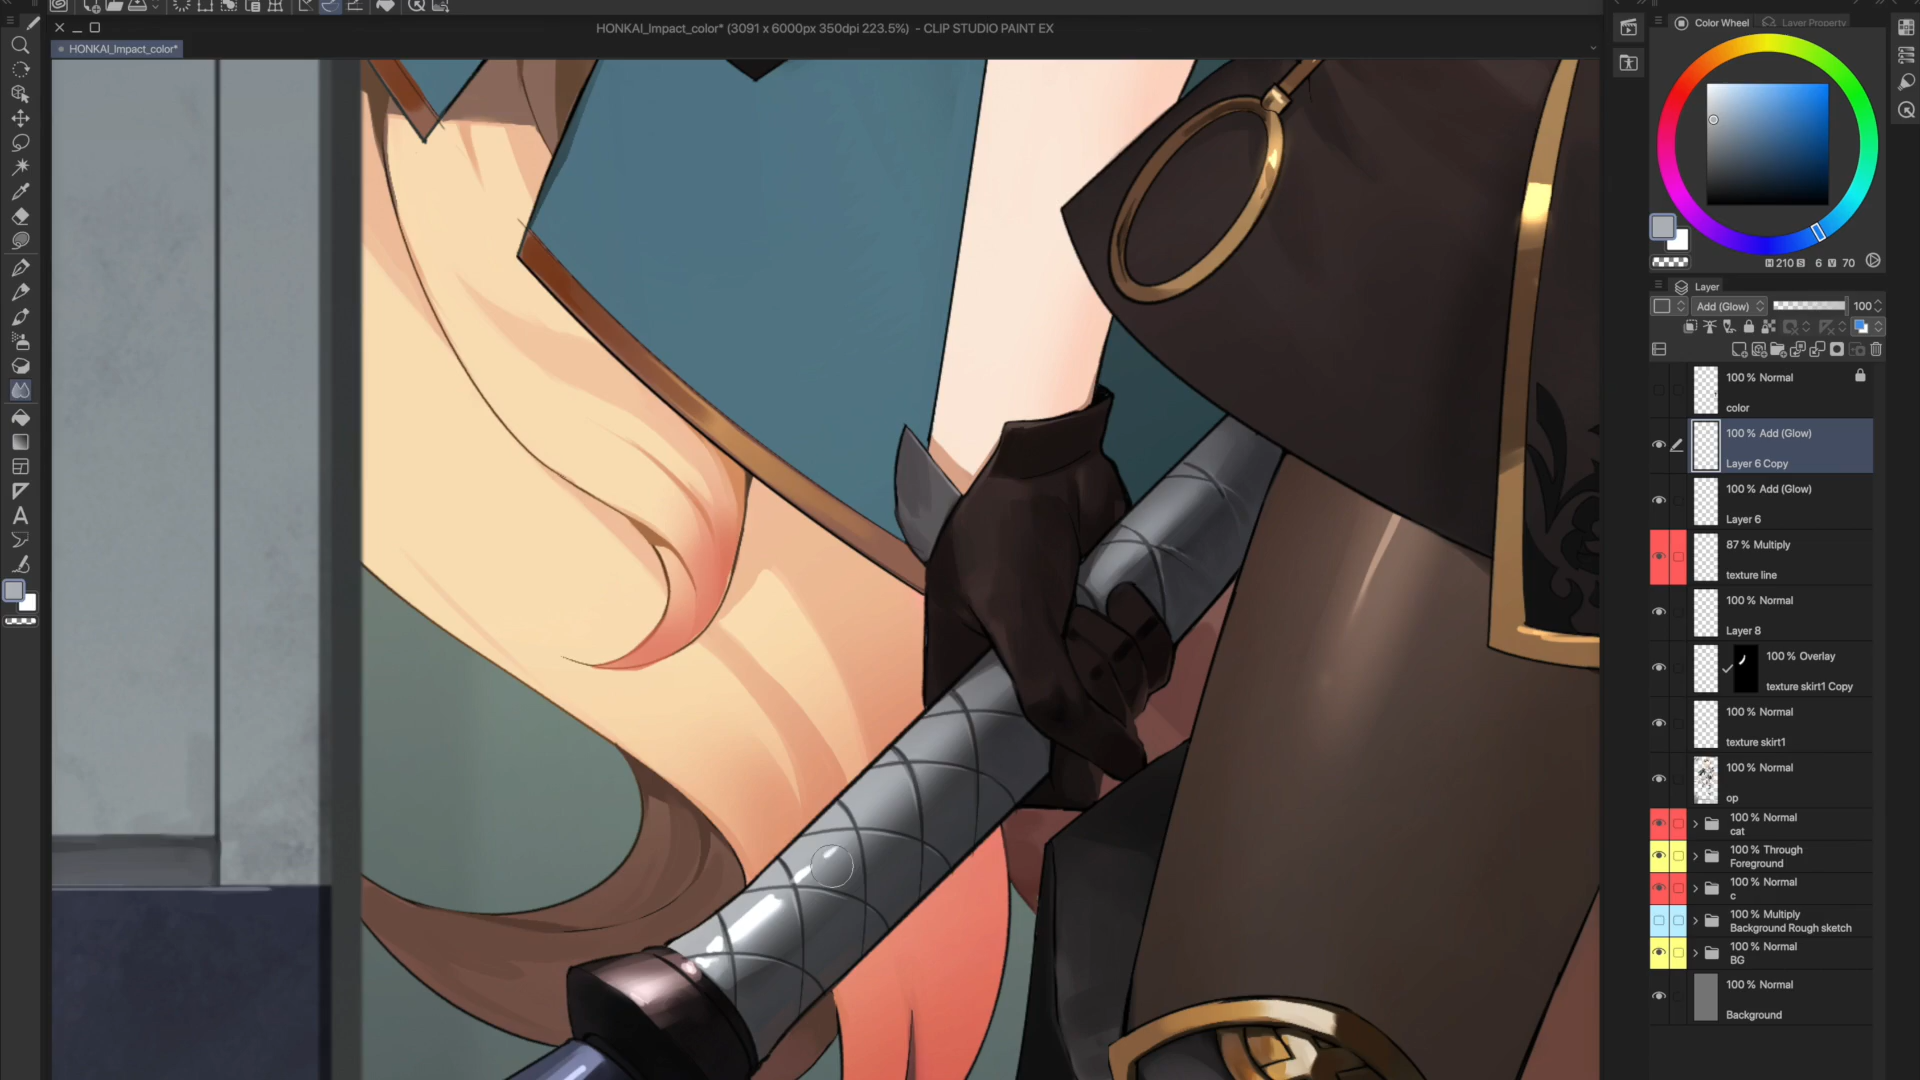 HONKAI_Impact_color* (3091 x 6000px 350dpi 223.5%) - CLIP STUDIO PAINT EX
HONKAI_Impact_color*
Color Wheel
Layer Property
H 210 S 6 V 70
Layer
Add (Glow)
100
100 % Normal
color
100 % Add (Glow)
Layer 6 Copy
100 % Add (Glow)
Layer 6
87 % Multiply
texture line
100 % Normal
Layer 8
100 % Overlay
texture skirt1 Copy
100 % Normal
texture skirt1
100 % Normal
op
100 % Normal
cat
100 % Through
Foreground
100 % Normal
c
100 % Multiply
Background Rough sketch
100 % Normal
BG
100 % Normal
Background